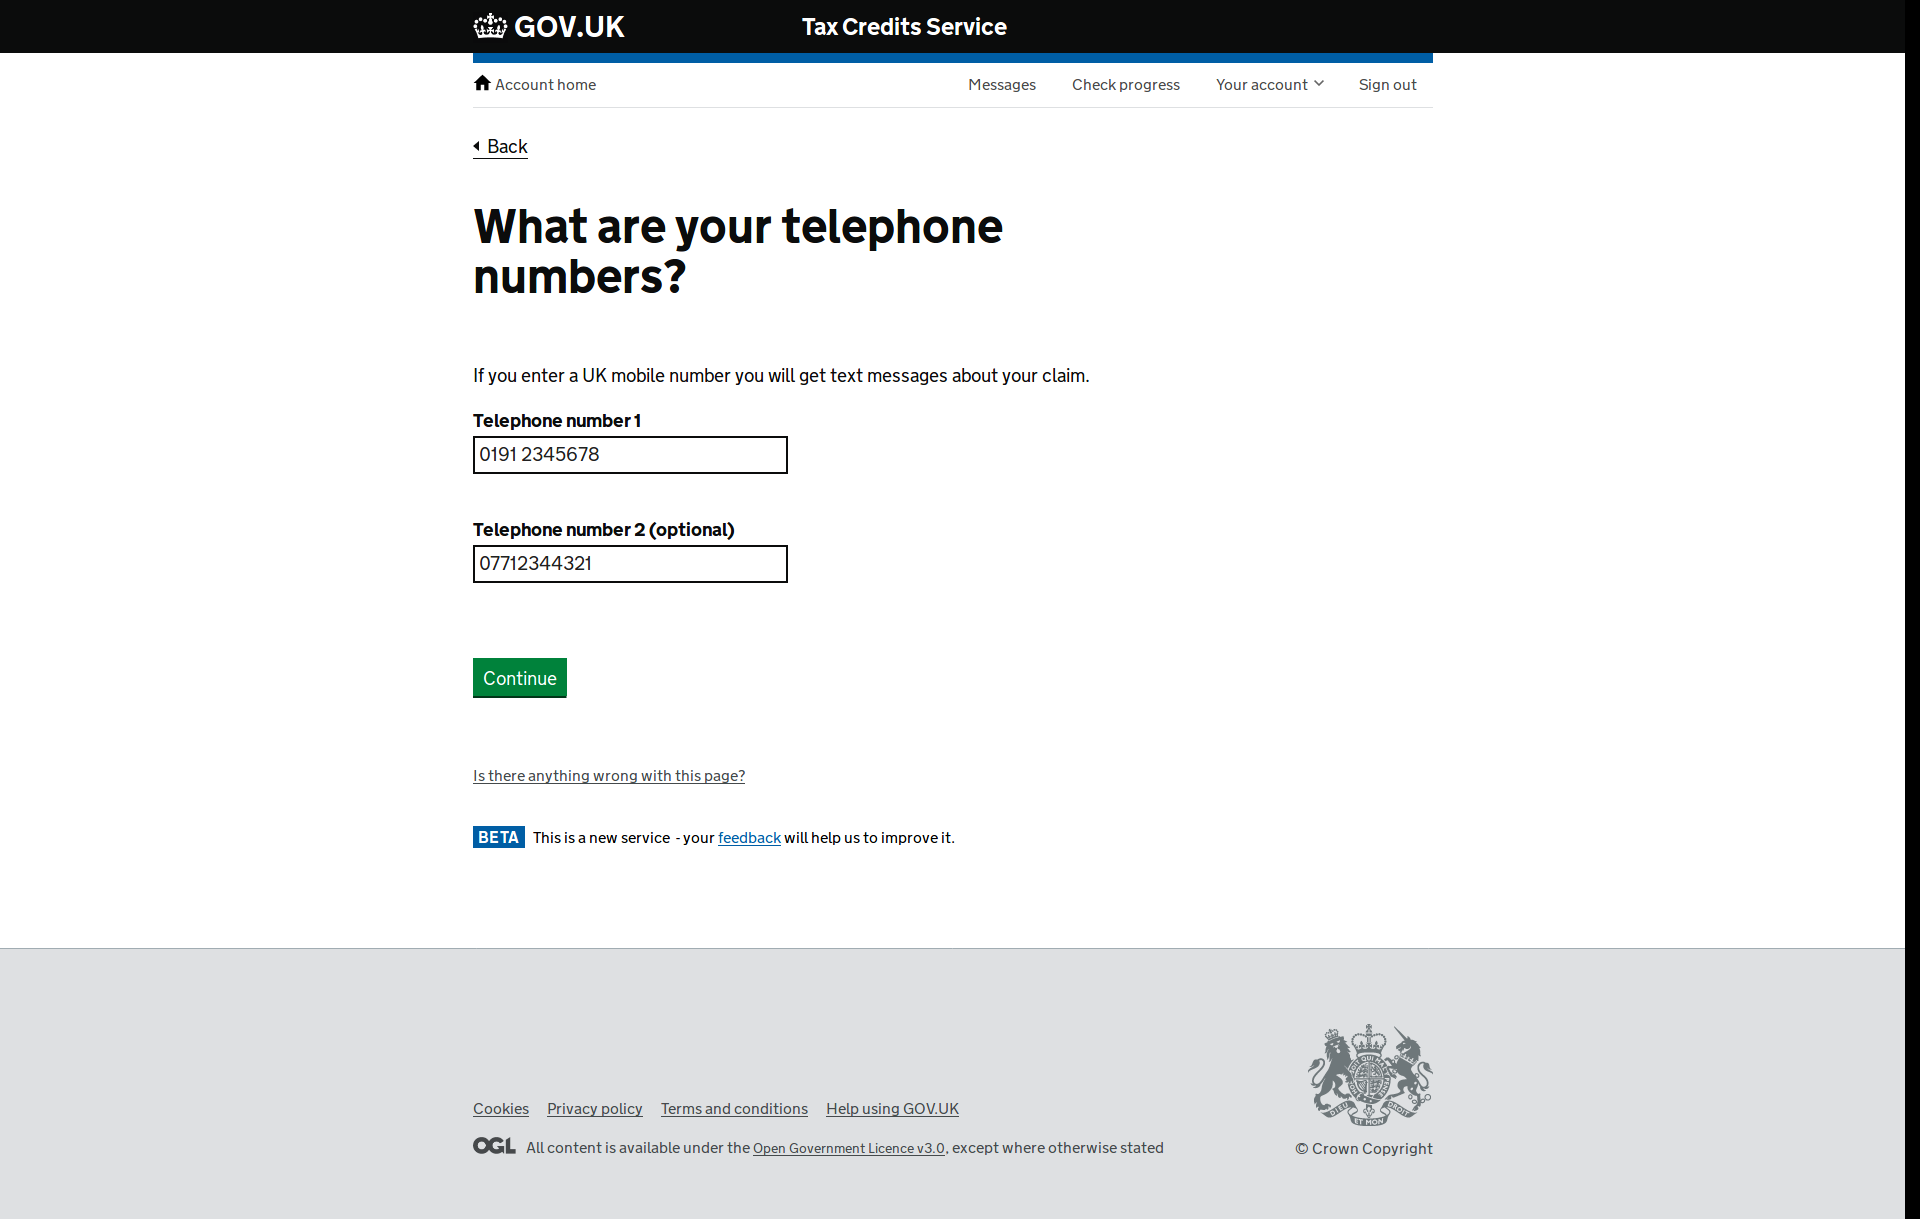 GOV.UK
Tax Credits Service
Account home
Messages
Check progress
Your account
Sign out
Back
What are your telephone
numbers?
If you enter a UK mobile number you will get text messages about your claim.
Telephone number 1
0191 2345678
Telephone number 2 (optional)
07712344321
Continue
Is there anything wrong with this page?
BETA This is a new service - your feedback will help us to improve it.
Cookies Privacy policy Terms and conditions Help using GOV.UK
OGL All content is available under the Open Government Licence v3.0, except where otherwise stated
DIEU ET MON DROIT
© Crown Copyright